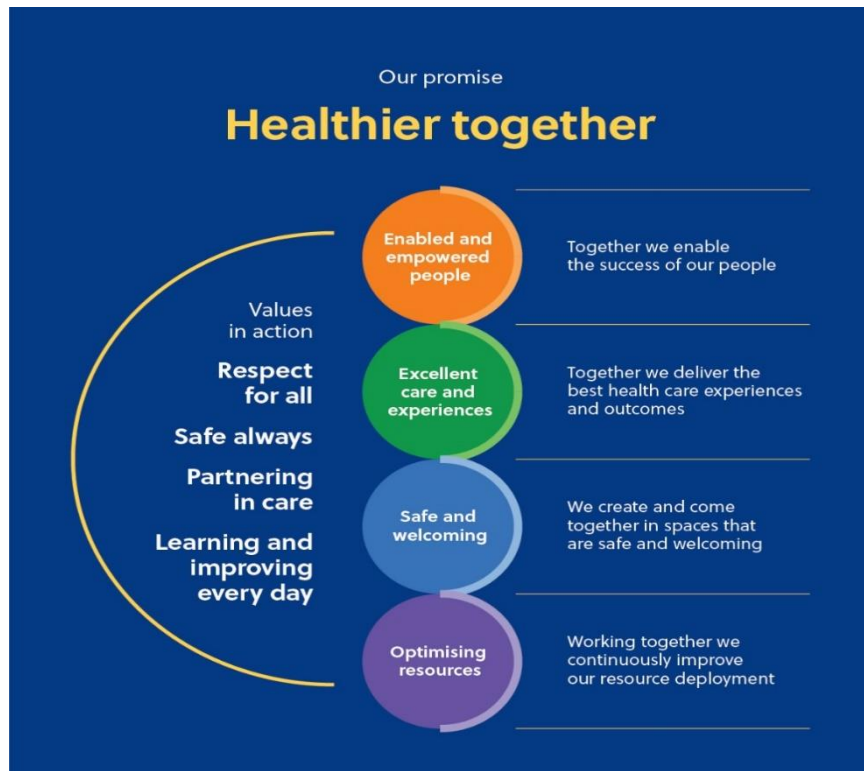 Our promise
Healthier together
Values
in action
Respect
for all
Safe always
Partnering
in care
Learning and
improving
every day
Enabled and
empowered
people
Together we enable
the success of our people
Excellent
care and
experiences
Together we deliver the
best health care experiences
and outcomes
Safe and
welcoming
We create and come
together in spaces that
are safe and welcoming
Optimising
resources
Working together we
continuously improve
our resource deployment